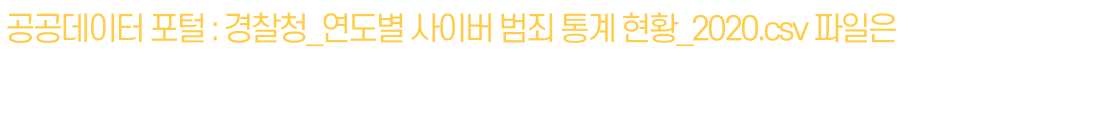 공공데이터 포털 : 경찰청_연도별 사이버 범죄 통계 현황_2020.csv 파일은